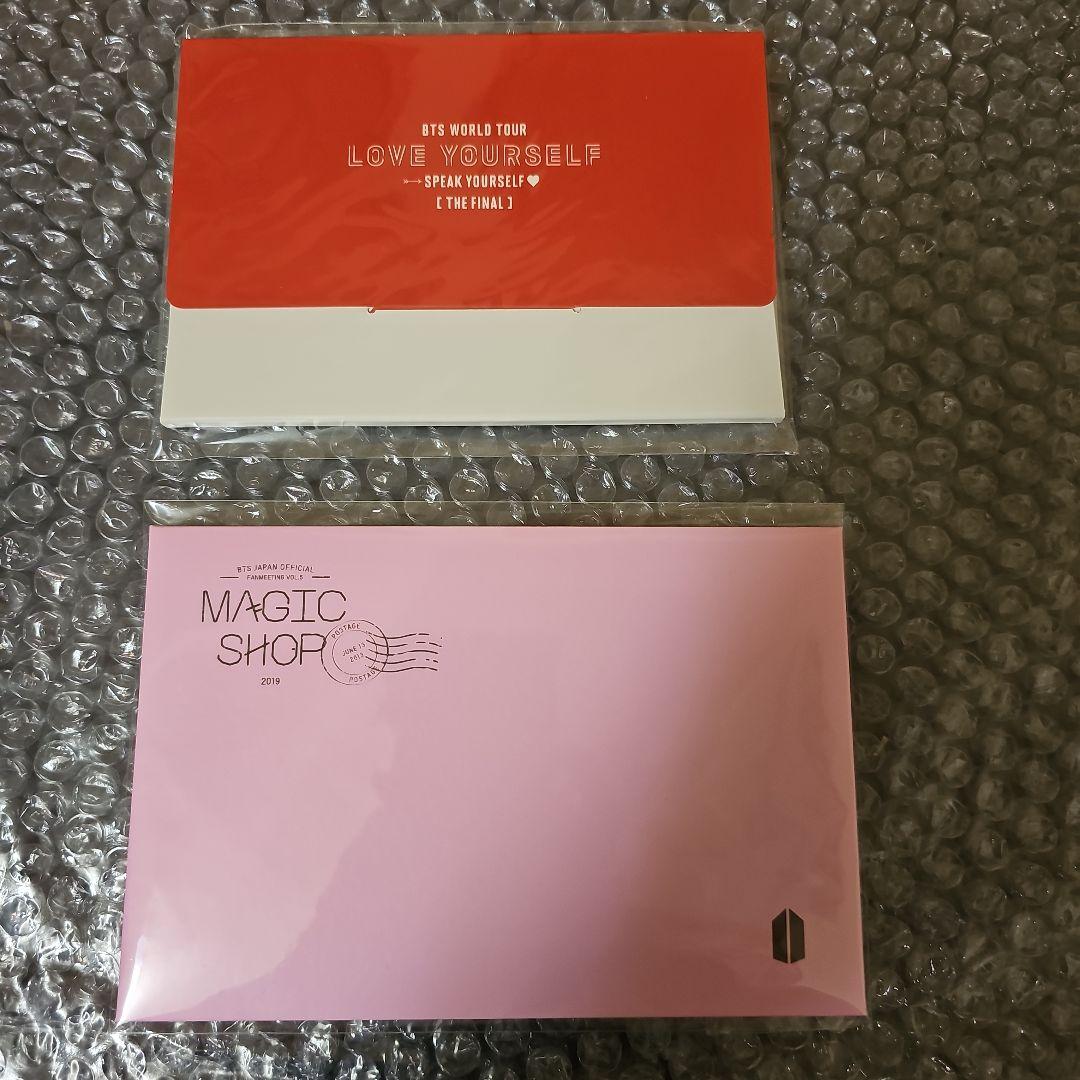 BTS WORLD TOUR
LOVE YOURSELF
SPEAK YOURSELF
[ THE FINAL ]
BTS JAPAN OFFICIAL
FANMEETING VOL.5
MAGIC
SHOP
2019
POSTAGE
JUNE 13
2013
POSTAGE